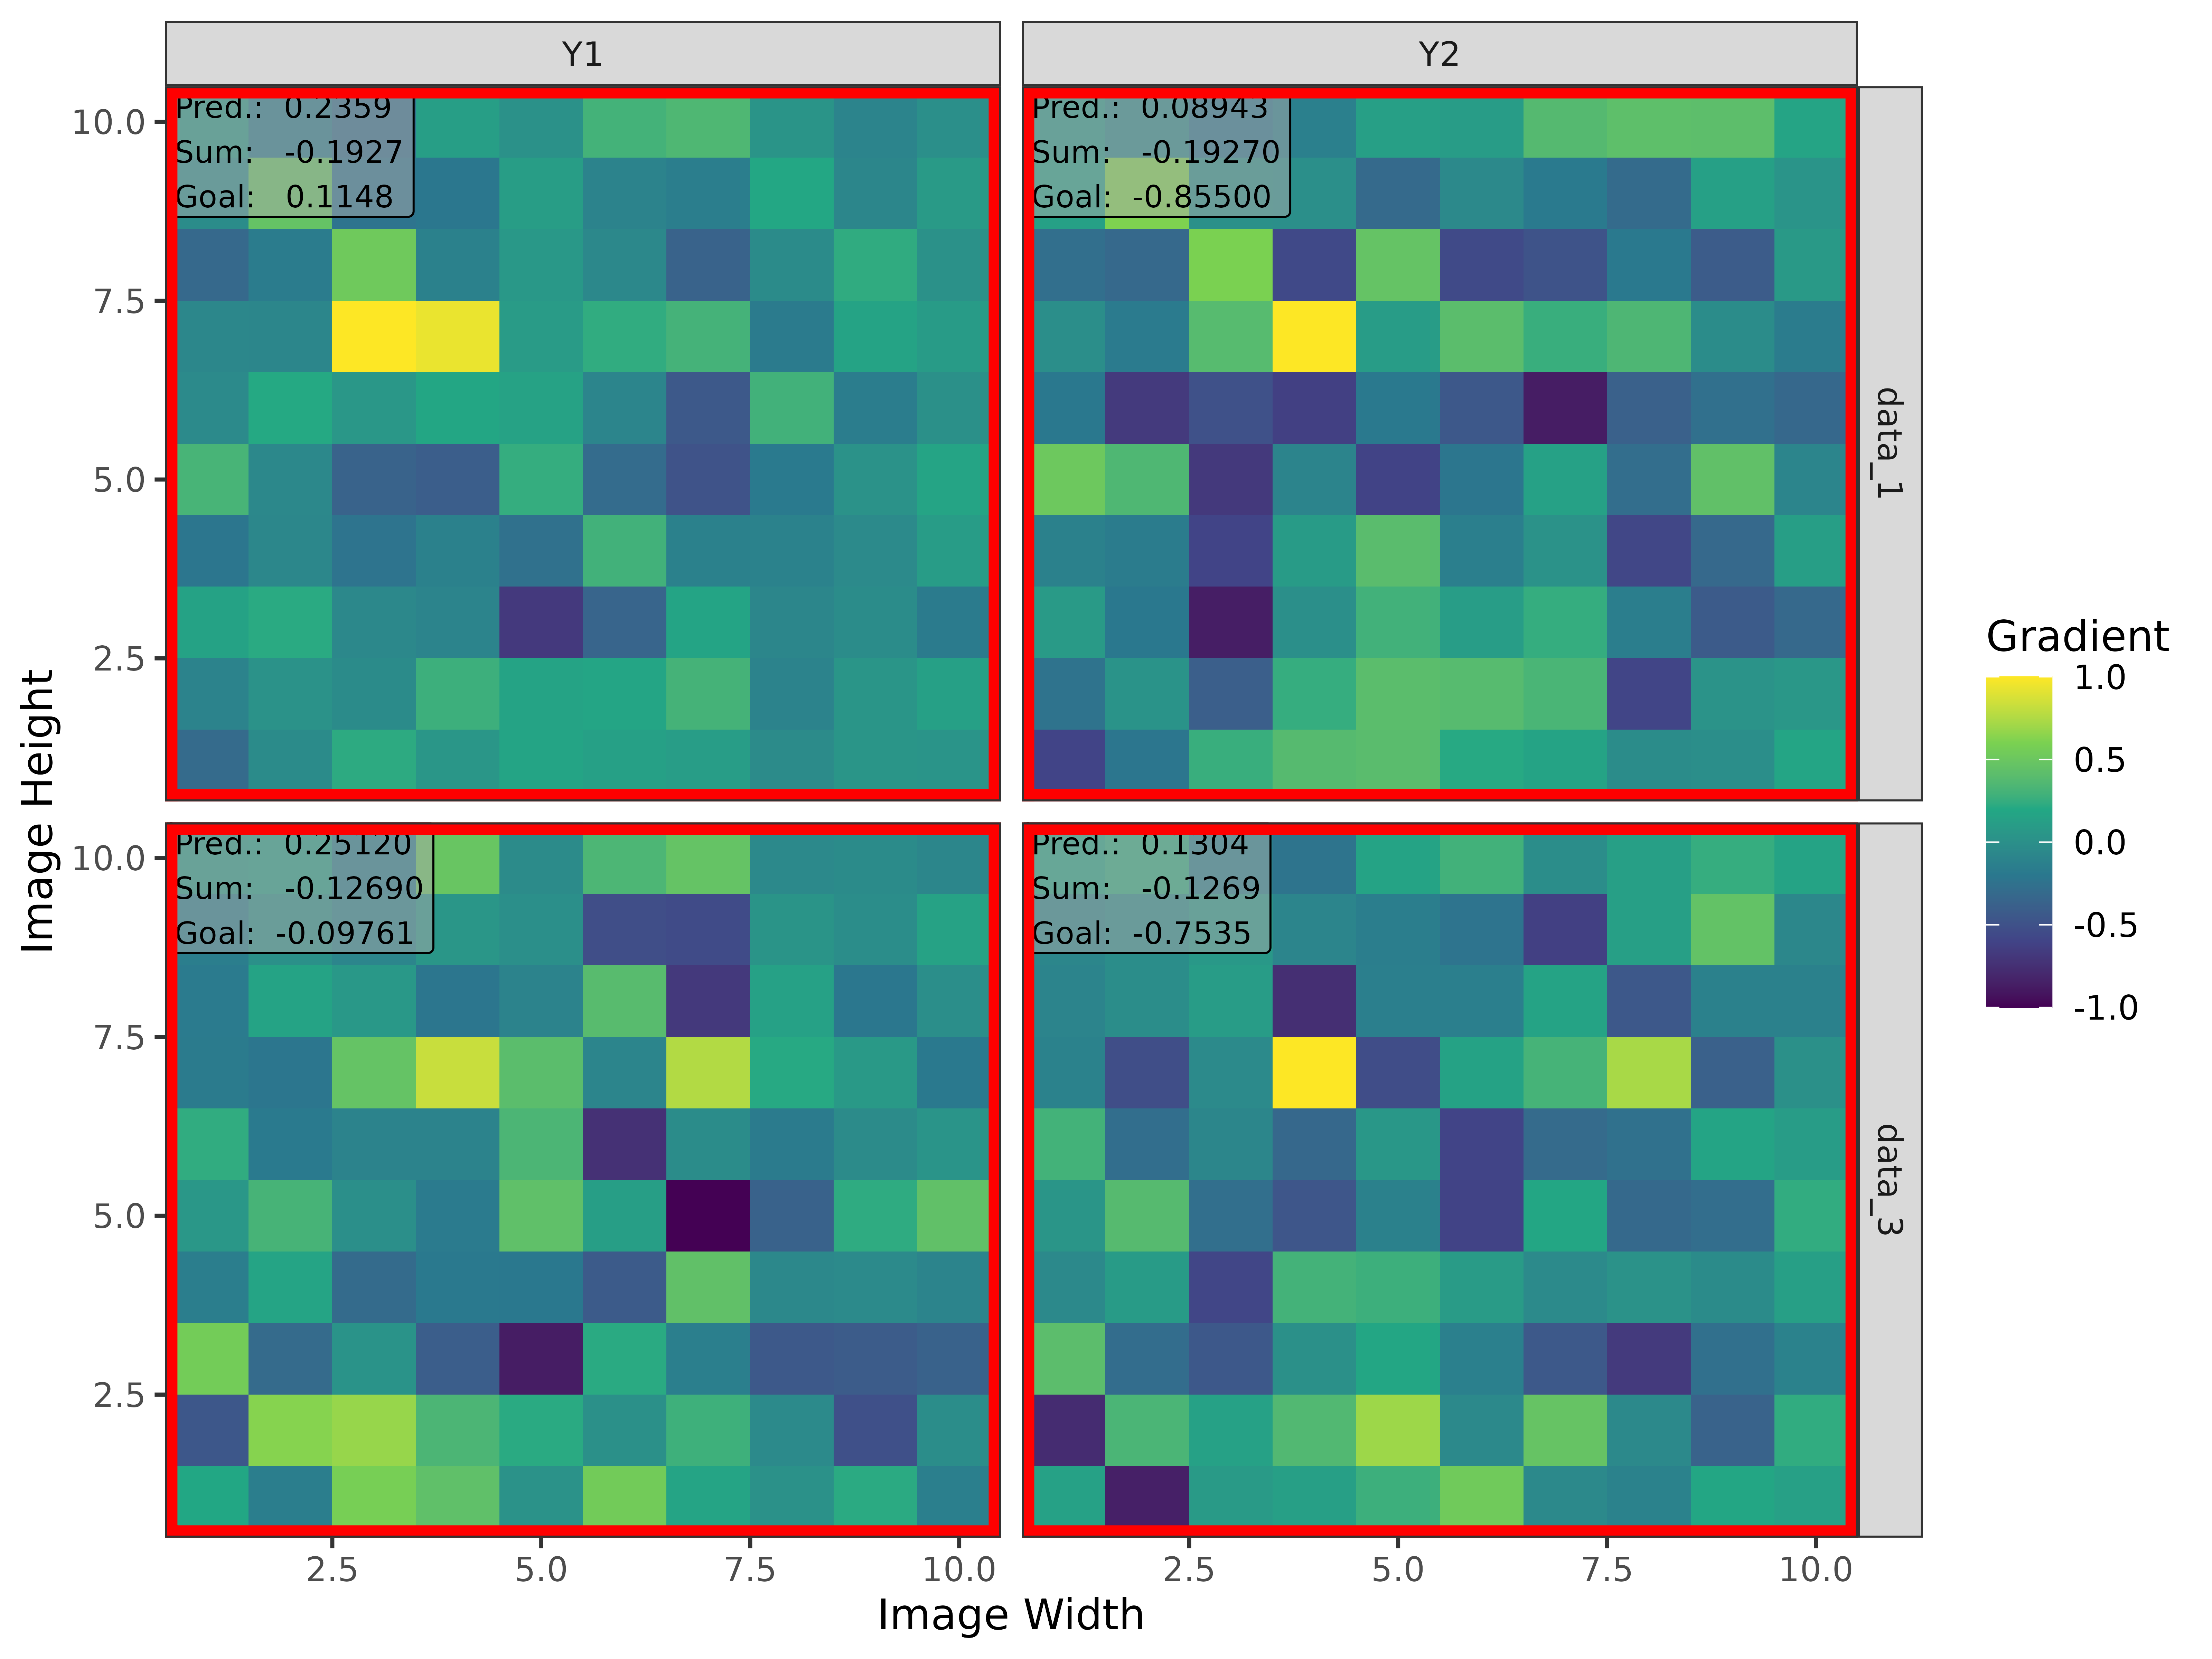 Y1
Y2
Pred.: 0.2359
Sum: -0.1927
Goal: 0.1148
Pred.: 0.08943
Sum: -0.19270
Goal: -0.85500
data_1
10.0
7.5
5.0
2.5
Pred.: 0.25120
Sum: -0.12690
Goal: -0.09761
Pred.: 0.1304
Sum: -0.1269
Goal: -0.7535
data_3
10.0
7.5
5.0
2.5
Image Height
2.5 5.0 7.5 10.0
2.5 5.0 7.5 10.0
Image Width
Gradient
1.0
0.5
0.0
-0.5
-1.0